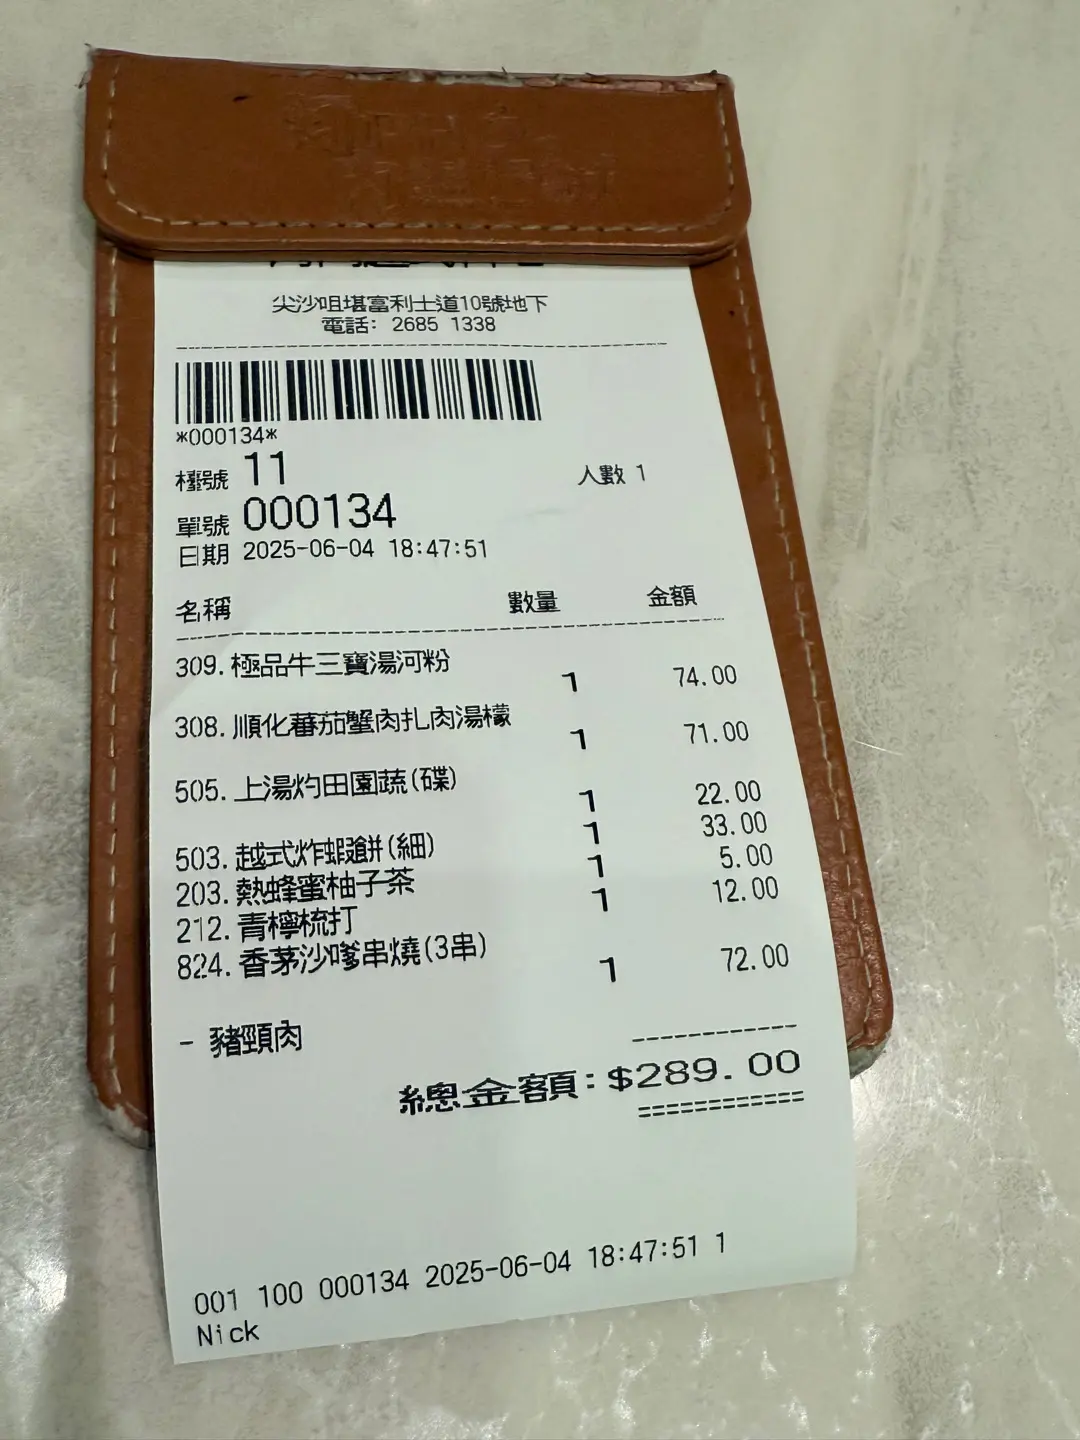 尖沙咀堪富利士道10號地下
電話: 2685 1338
*000134*
檯號 11 人數 1
單號 000134
日期 2025-06-04 18:47:51
名稱 數量 金額
309. 極品牛三寶湯河粉
1 74.00
308. 順化蕃茄蟹肉扎肉湯檬
1 71.00
505. 上湯灼田園蔬(碟)
1 22.00
503. 越式炸蝦餅(細)
1 33.00
203. 熱蜂蜜柚子茶
1 5.00
212. 青檸梳打
1 12.00
824. 香茅沙嗲串燒(3串)
1 72.00
- 豬頸肉
總金額: $289.00
001 100 000134 2025-06-04 18:47:51 1
Nick